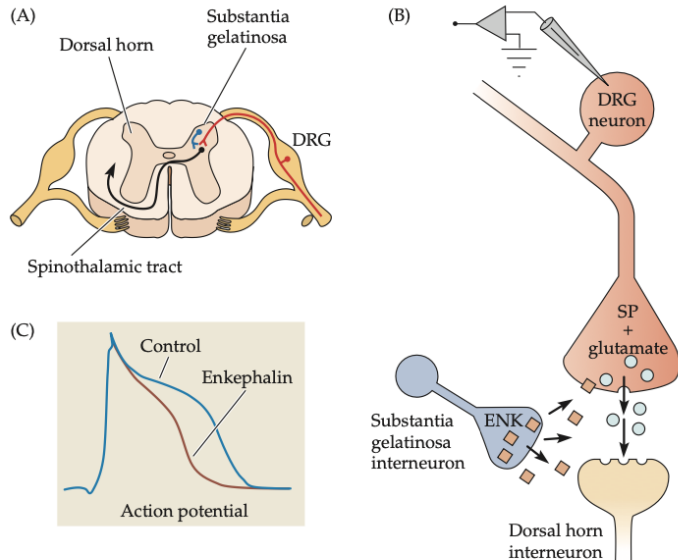 (A)
Substantia
gelatinosa
Dorsal horn
DRG
Spinothalamic tract
(B)
DRG
neuron
SP
+
glutamate
ENK
Substantia
gelatinosa
interneuron
Dorsal horn
interneuron
(C)
Control
Enkephalin
Action potential